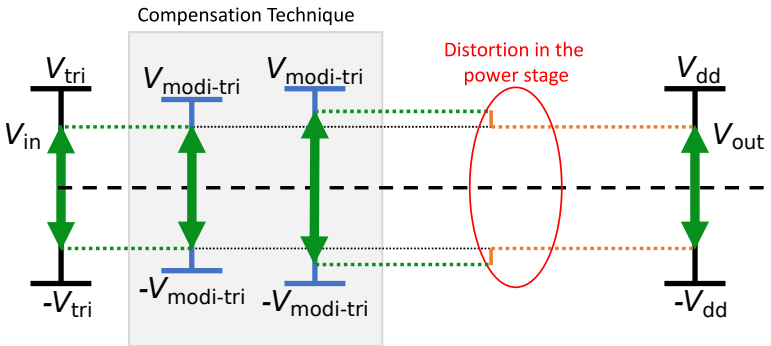 Compensation Technique
Distortion in the
power stage
Vtri
Vmodi-tri
Vmodi-tri
Vdd
Vin
Vout
-Vtri
-Vmodi-tri
-Vmodi-tri
-Vdd